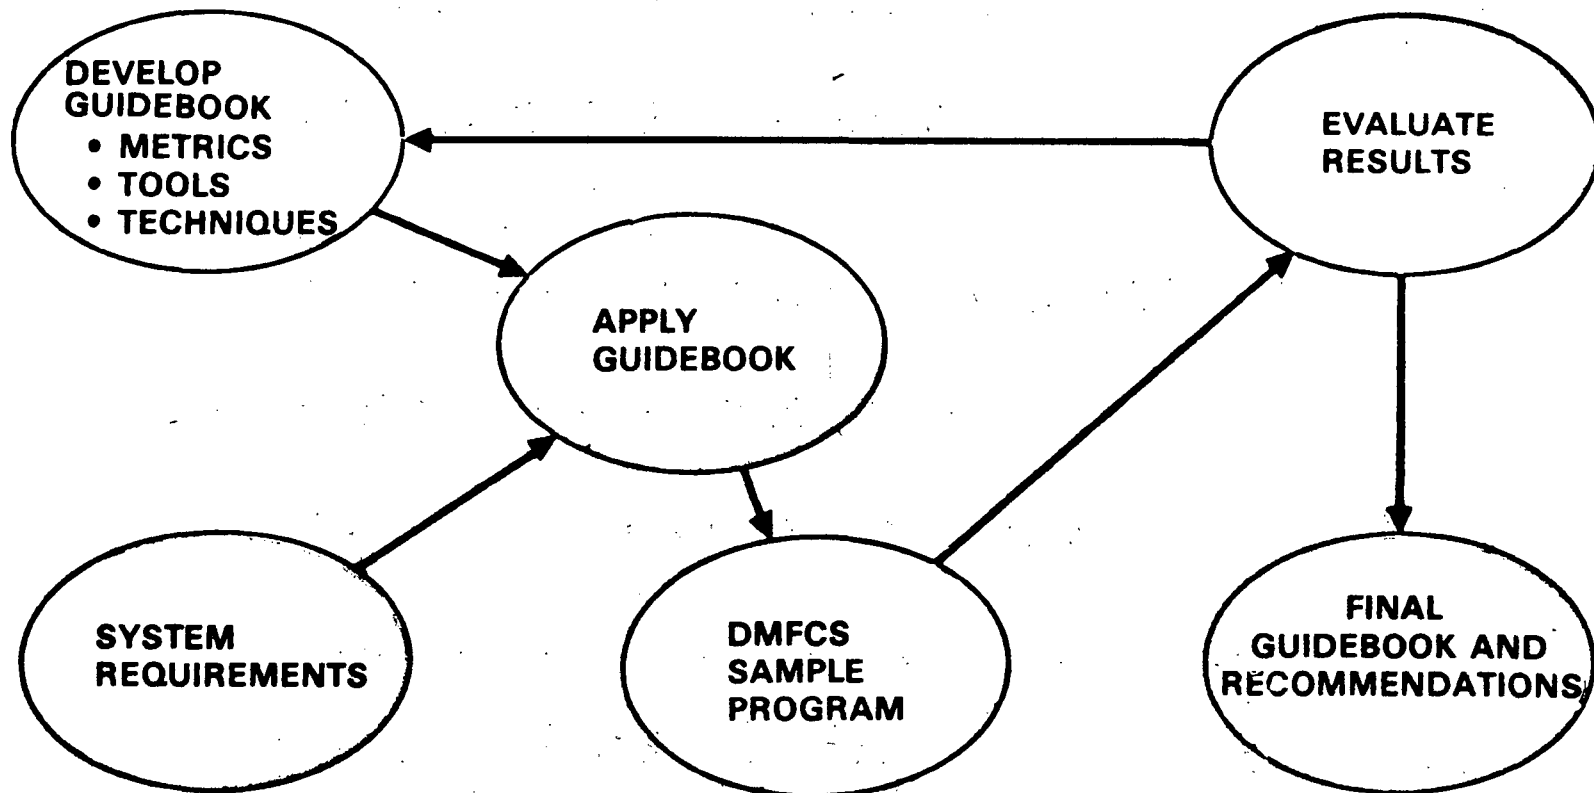 DEVELOP
GUIDEBOOK
• METRICS
• TOOLS
• TECHNIQUES
EVALUATE
RESULTS
APPLY
GUIDEBOOK
SYSTEM
REQUIREMENTS
DMFCS
SAMPLE
PROGRAM
FINAL
GUIDEBOOK AND
RECOMMENDATIONS